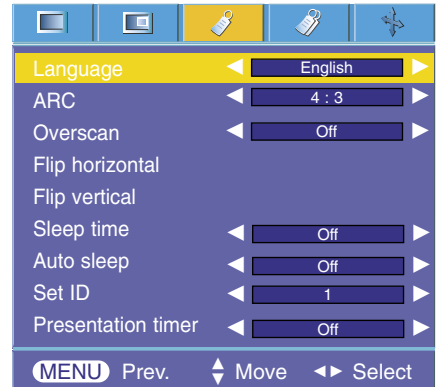 Language English
ARC 4 : 3
Overscan Off
Flip horizontal
Flip vertical
Sleep time Off
Auto sleep Off
Set ID 1
Presentation timer Off
MENU Prev. Move Select